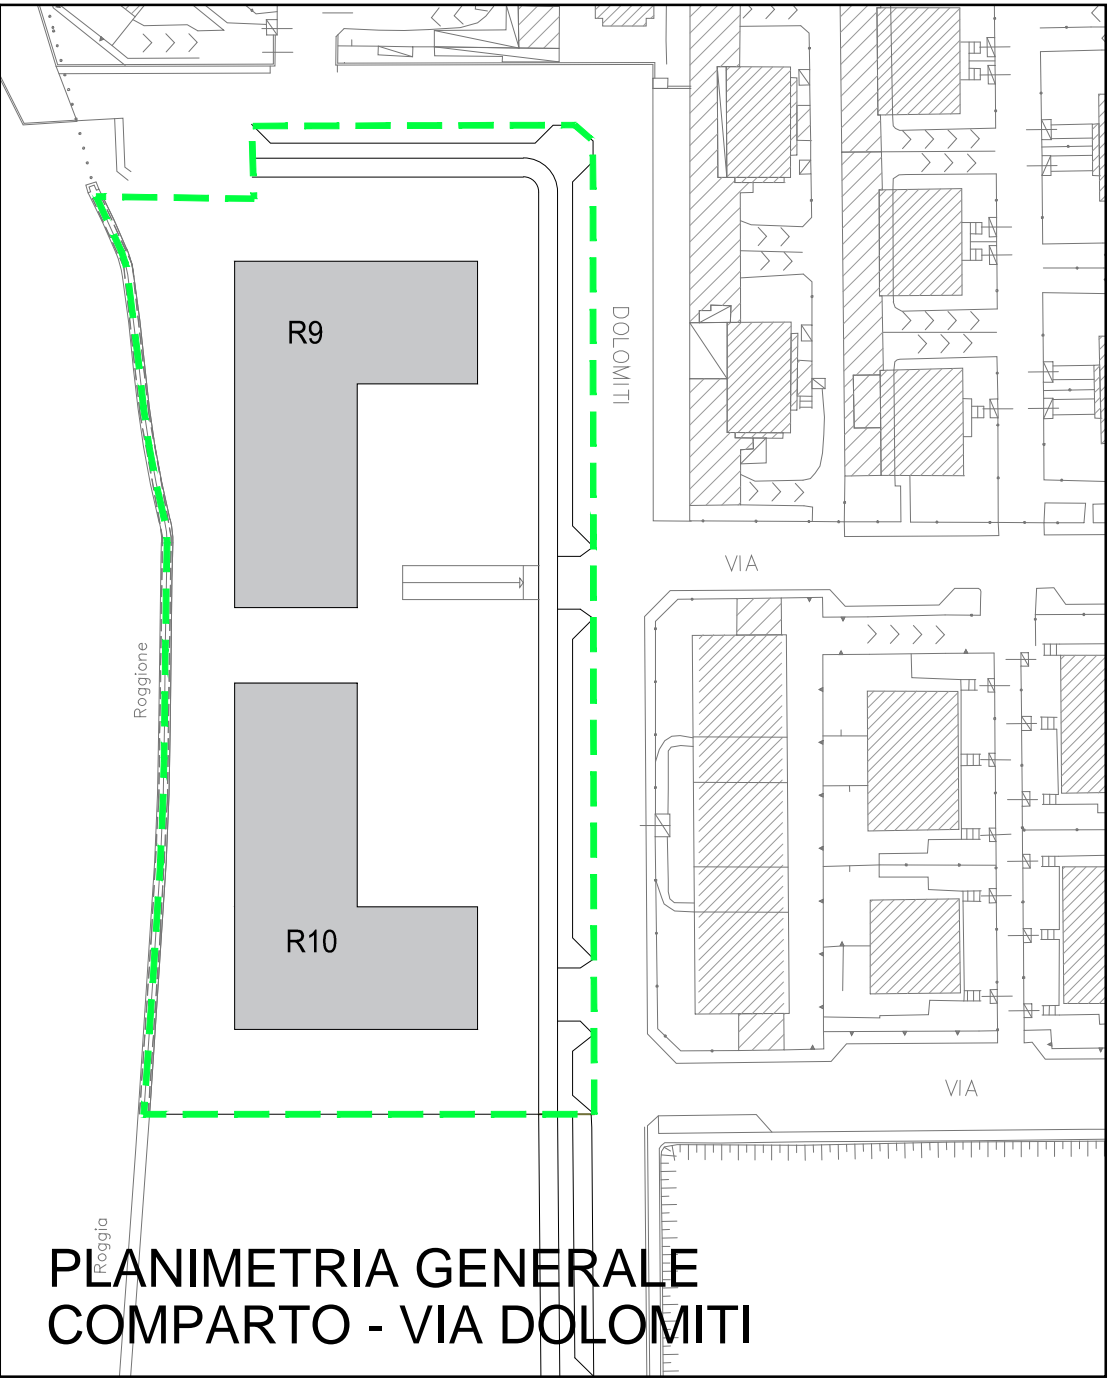 R9
DOLOMITI
VIA
Roggione
R10
VIA
Roggia
PLANIMETRIA GENERALE
COMPARTO - VIA DOLOMITI